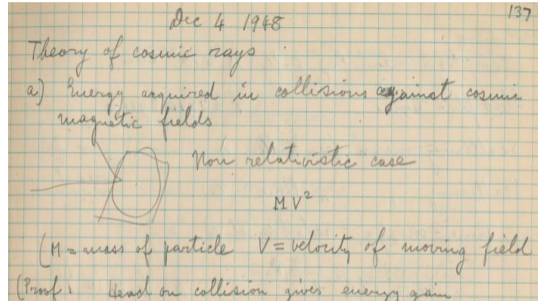 Dec 4 1948
137
Theory of cosmic rays
a) Energy acquired in collisions against cosmic
magnetic fields
Non relativistic case
MV²
(M = mass of particle V = velocity of moving field
(Proof: Head on collision gives energy gain